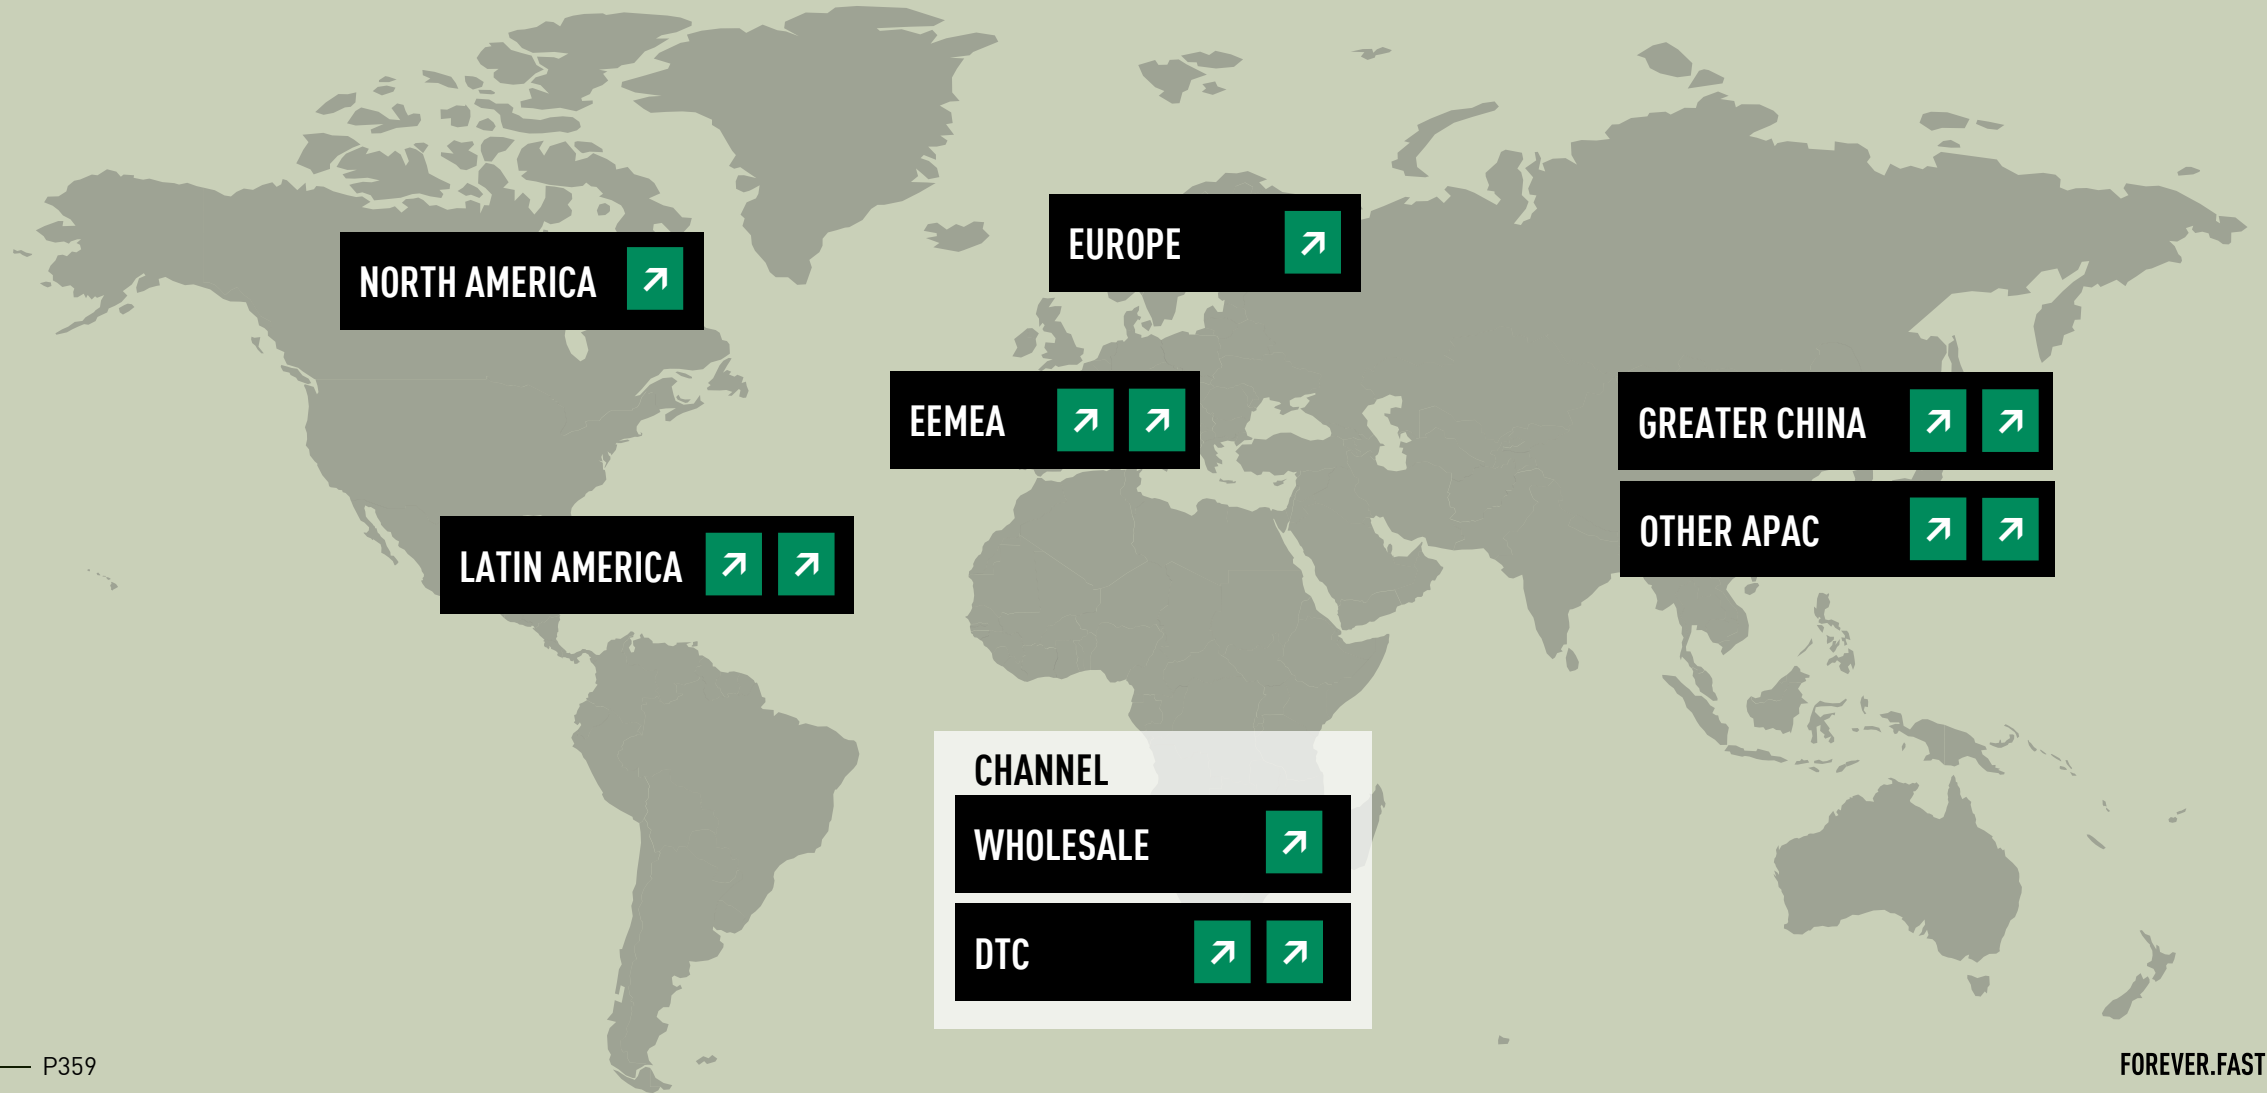 EUROPE
NORTH AMERICA
EEMEA
GREATER CHINA
OTHER APAC
LATIN AMERICA
CHANNEL
WHOLESALE
DTC
P359
FOREVER.FAST